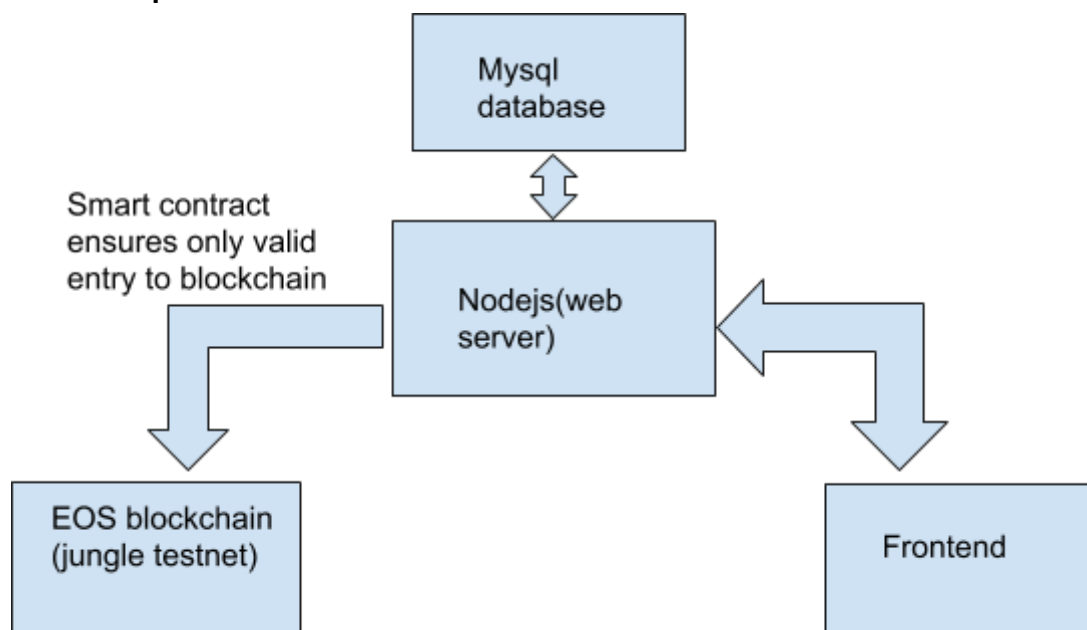 Mysql
database
Smart contract
ensures only valid
entry to blockchain
Nodejs(web
server)
EOS blockchain
(jungle testnet)
Frontend